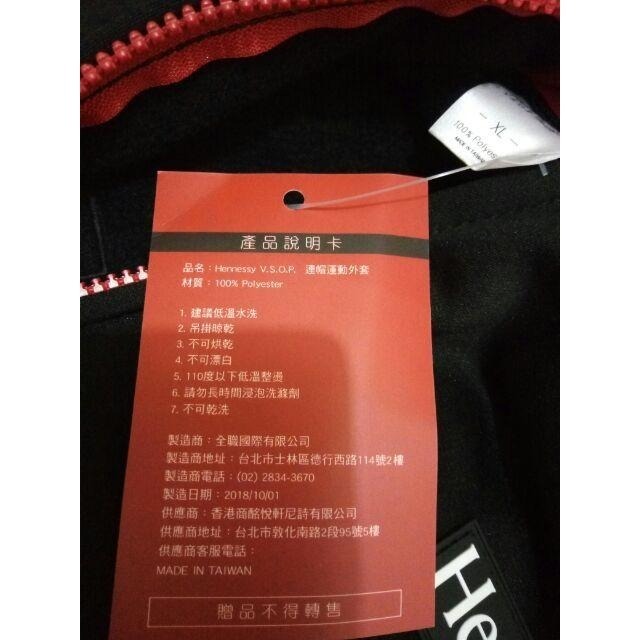 - XL -
100% Polyes
MADE IN TAIWAN
產品說明卡
品名：Hennessy V.S.O.P. 連帽運動外套
材質：100% Polyester
1. 建議低溫水洗
2. 吊掛晾乾
3. 不可烘乾
4. 不可漂白
5. 110度以下低溫整燙
6. 請勿長時間浸泡洗滌劑
7. 不可乾洗
製造商：全職國際有限公司
製造商地址：台北市士林區德行西路114號2樓
製造商電話：(02) 2834-3670
製造日期：2018/10/01
供應商：香港商酩悅軒尼詩有限公司
供應商地址：台北市敦化南路2段95號5樓
供應商客服電話：
MADE IN TAIWAN
贈品不得轉售
He